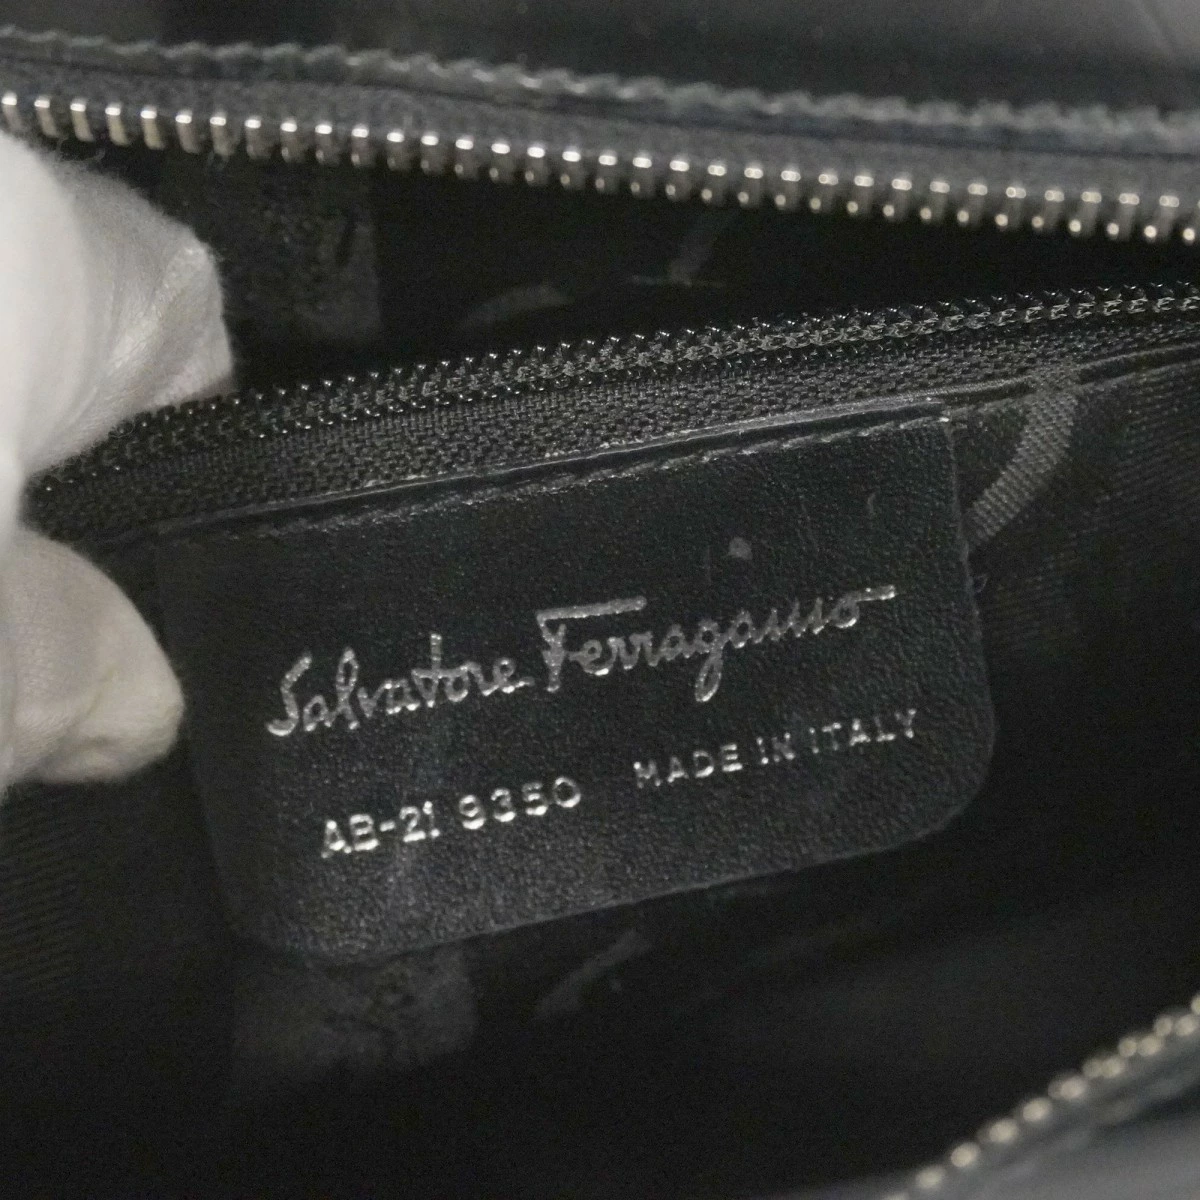 Salvatore Ferragamo
AB-21 9350 MADE IN ITALY